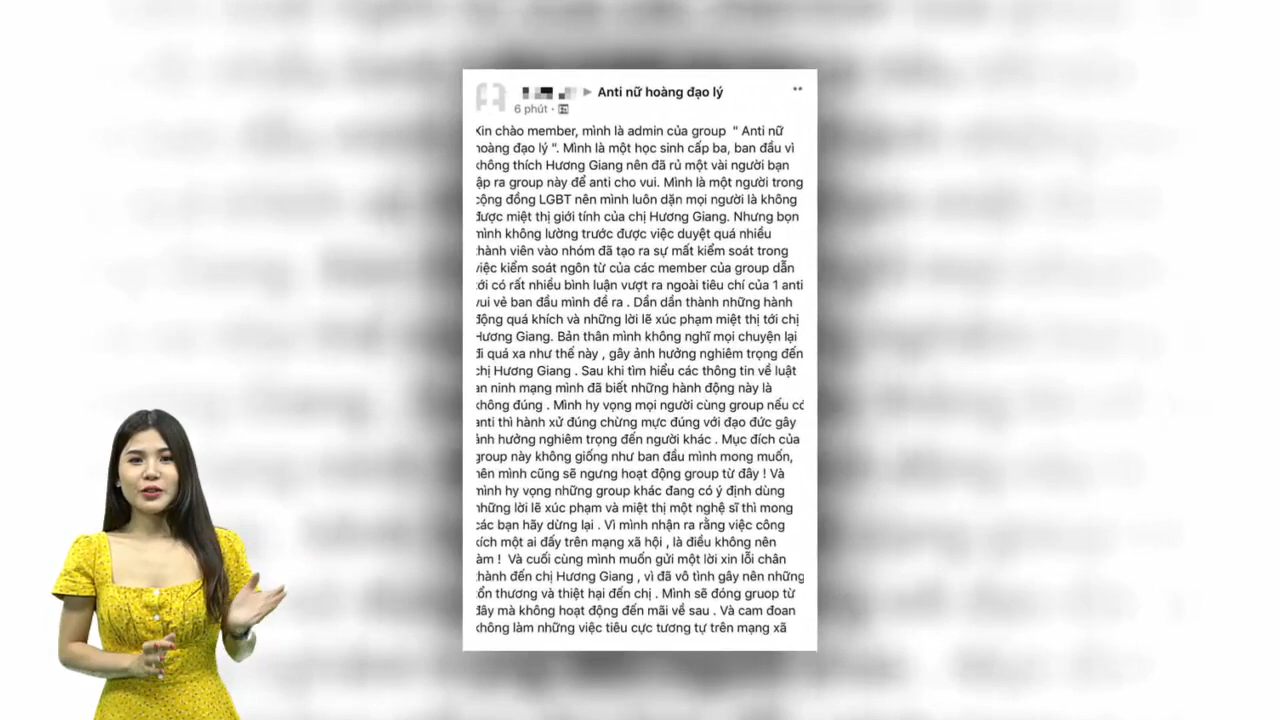 Anti nữ hoàng đạo lý
6 phút
Xin chào member, mình là admin của group " Anti nữ
hoàng đạo lý ". Mình là một học sinh cấp ba, ban đầu vì
không thích Hương Giang nên đã rủ một vài người bạn
lập ra group này để anti cho vui. Mình là một người trong
cộng đồng LGBT nên mình luôn dặn mọi người là không
được miệt thị giới tính của chị Hương Giang. Nhưng bọn
mình không lường trước được việc duyệt quá nhiều
thành viên vào nhóm đã tạo ra sự mất kiểm soát trong
việc kiểm soát ngôn từ của các member của group dẫn
tới có rất nhiều bình luận vượt ra ngoài tiêu chí của 1 anti
vui vẻ ban đầu mình đề ra . Dần dần thành những hành
động quá khích và những lời lẽ xúc phạm miệt thị tới chị
Hương Giang. Bản thân mình không nghĩ mọi chuyện lại
đi quá xa như thế này , gây ảnh hưởng nghiêm trọng đến
chị Hương Giang . Sau khi tìm hiểu các thông tin về luật
an ninh mạng mình đã biết những hành động này là
không đúng . Mình hy vọng mọi người cùng group nếu có
anti thì hành xử đúng chừng mực đúng với đạo đức gây
ảnh hưởng nghiêm trọng đến người khác . Mục đích của
group này không giống như ban đầu mình mong muốn,
nên mình cũng sẽ ngưng hoạt động group từ đây ! Và
mình hy vọng những group khác đang có ý định dùng
những lời lẽ xúc phạm và miệt thị một nghệ sĩ thì mong
các bạn hãy dừng lại . Vì mình nhận ra rằng việc công
kích một ai đấy trên mạng xã hội , là điều không nên
làm ! Và cuối cùng mình muốn gửi một lời xin lỗi chân
thành đến chị Hương Giang , vì đã vô tình gây nên những
tổn thương và thiệt hại đến chị . Mình sẽ đóng gruop từ
đây mà không hoạt động đến mãi về sau . Và cam đoan
không làm những việc tiêu cực tương tự trên mạng xã